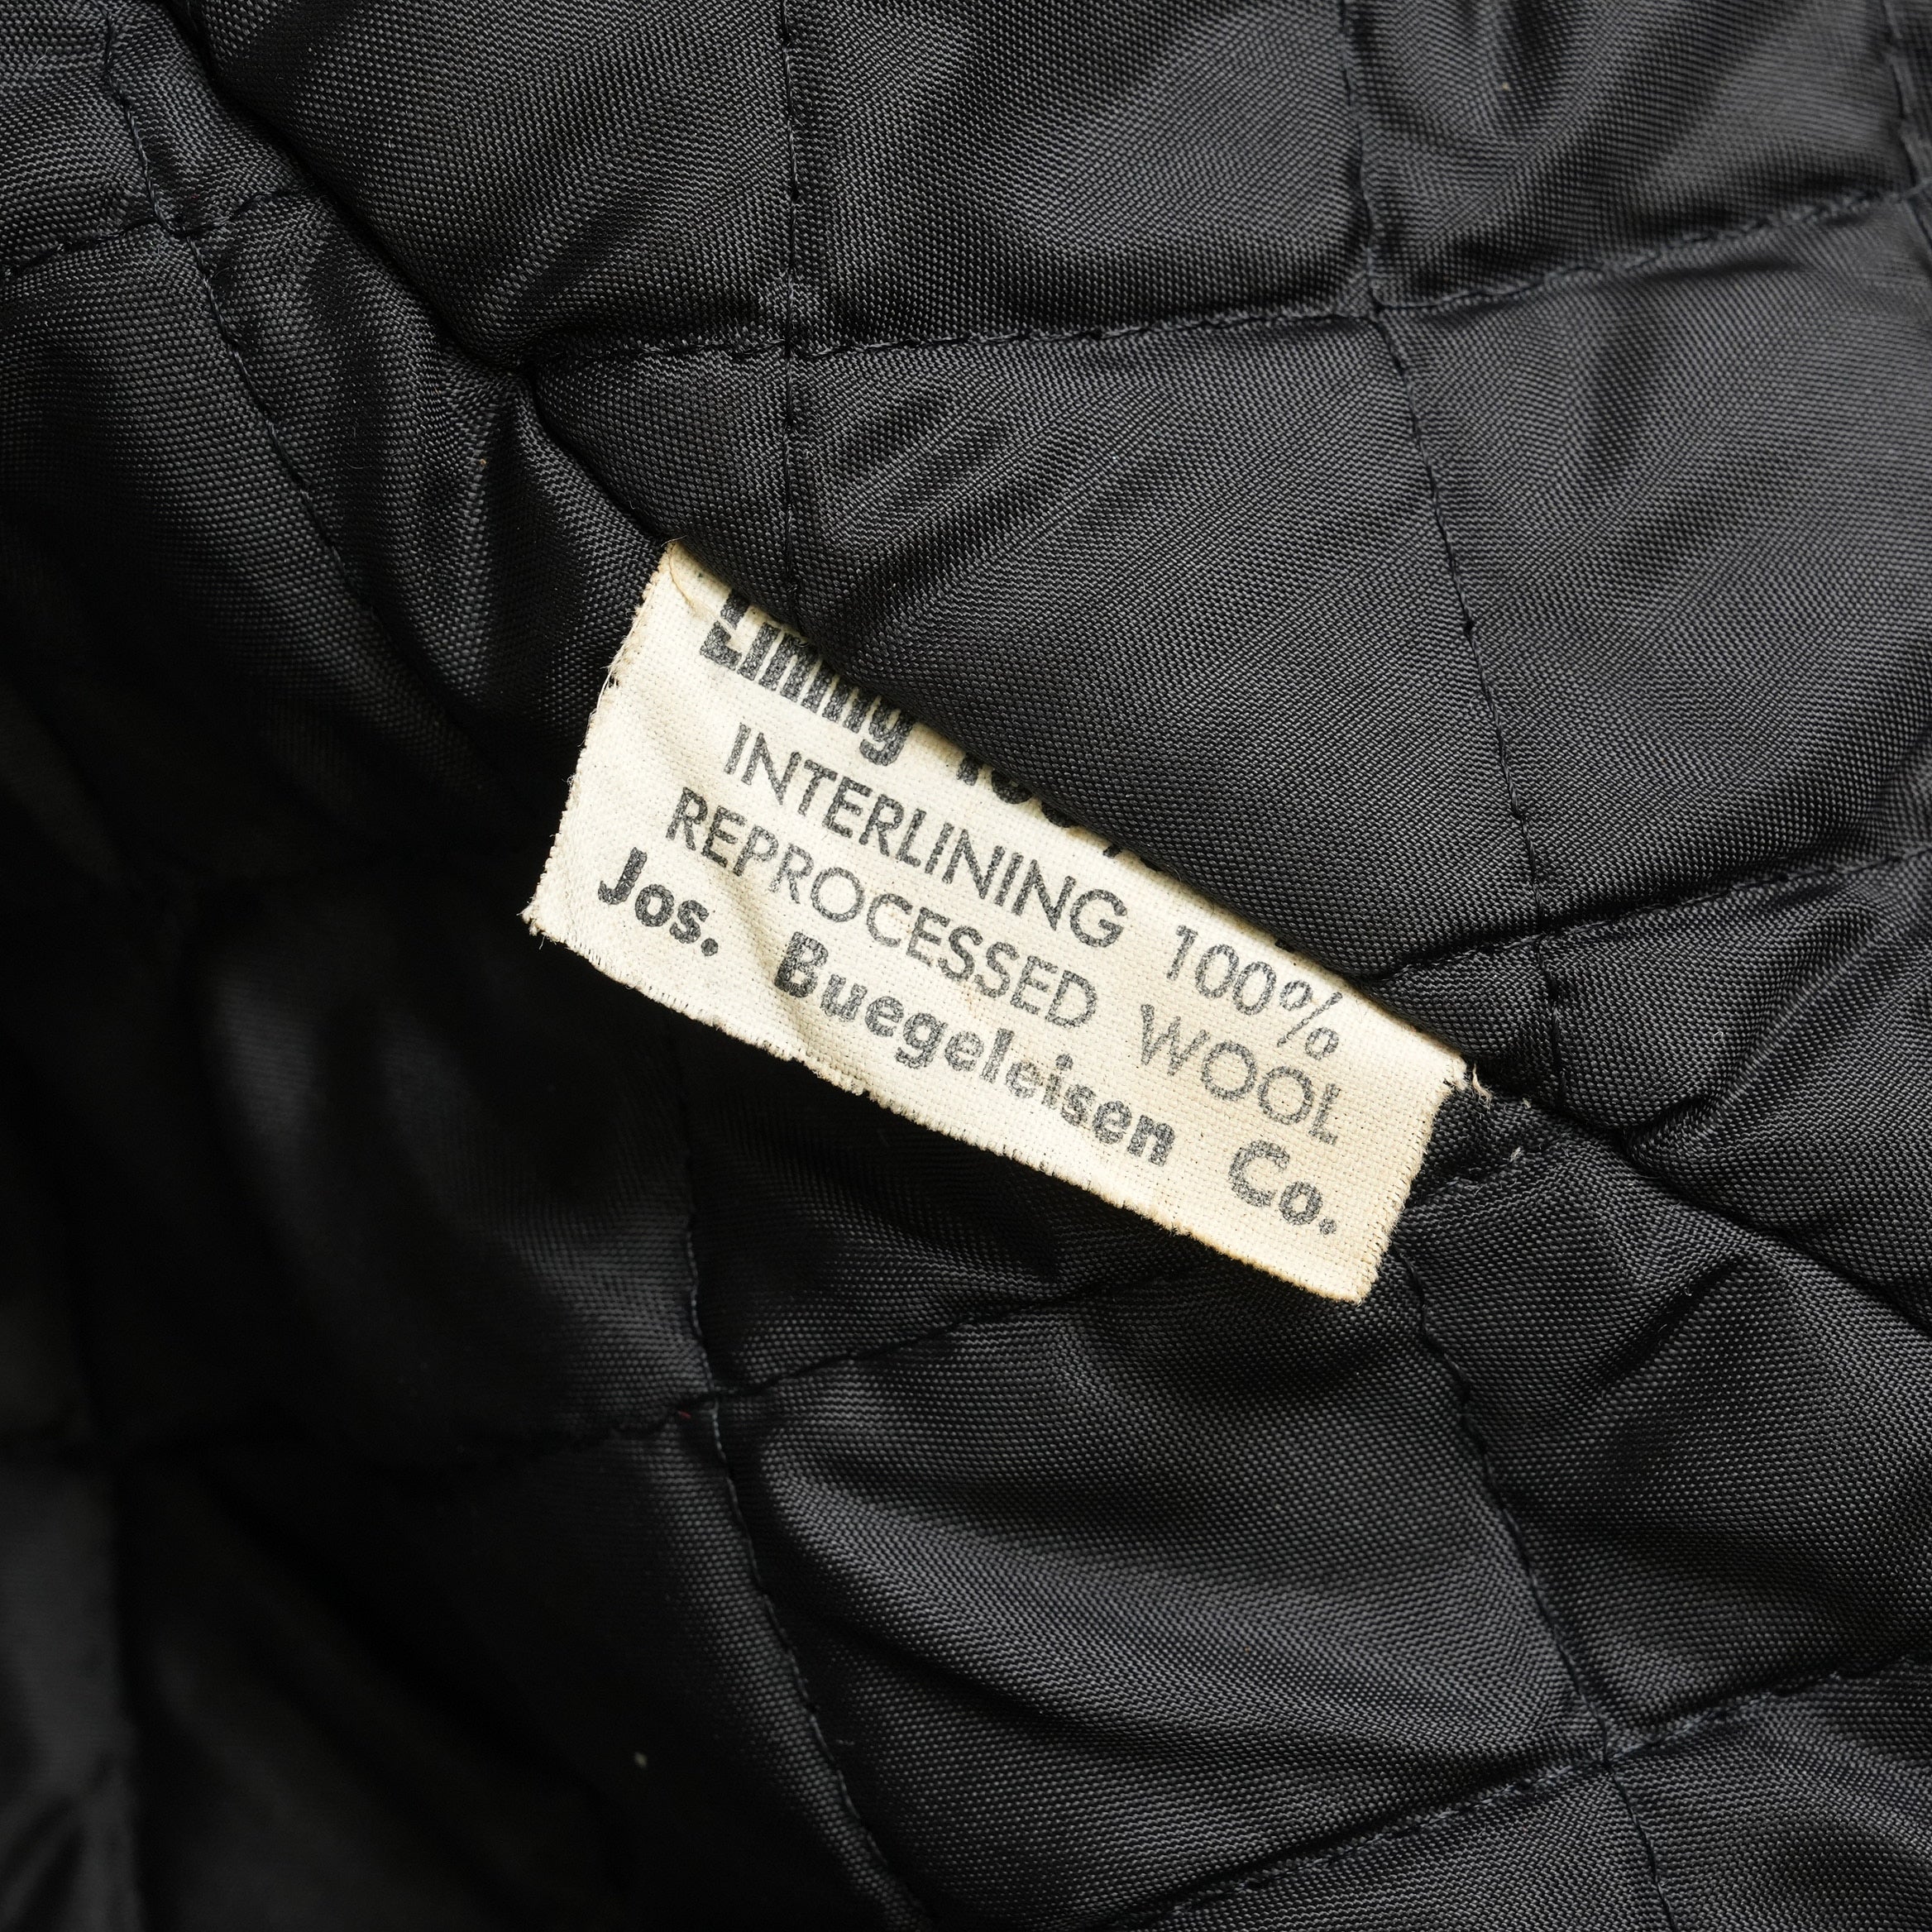 INTERLINING 100%
REPROCESSED WOOL
Jos. Buegeleisen Co.